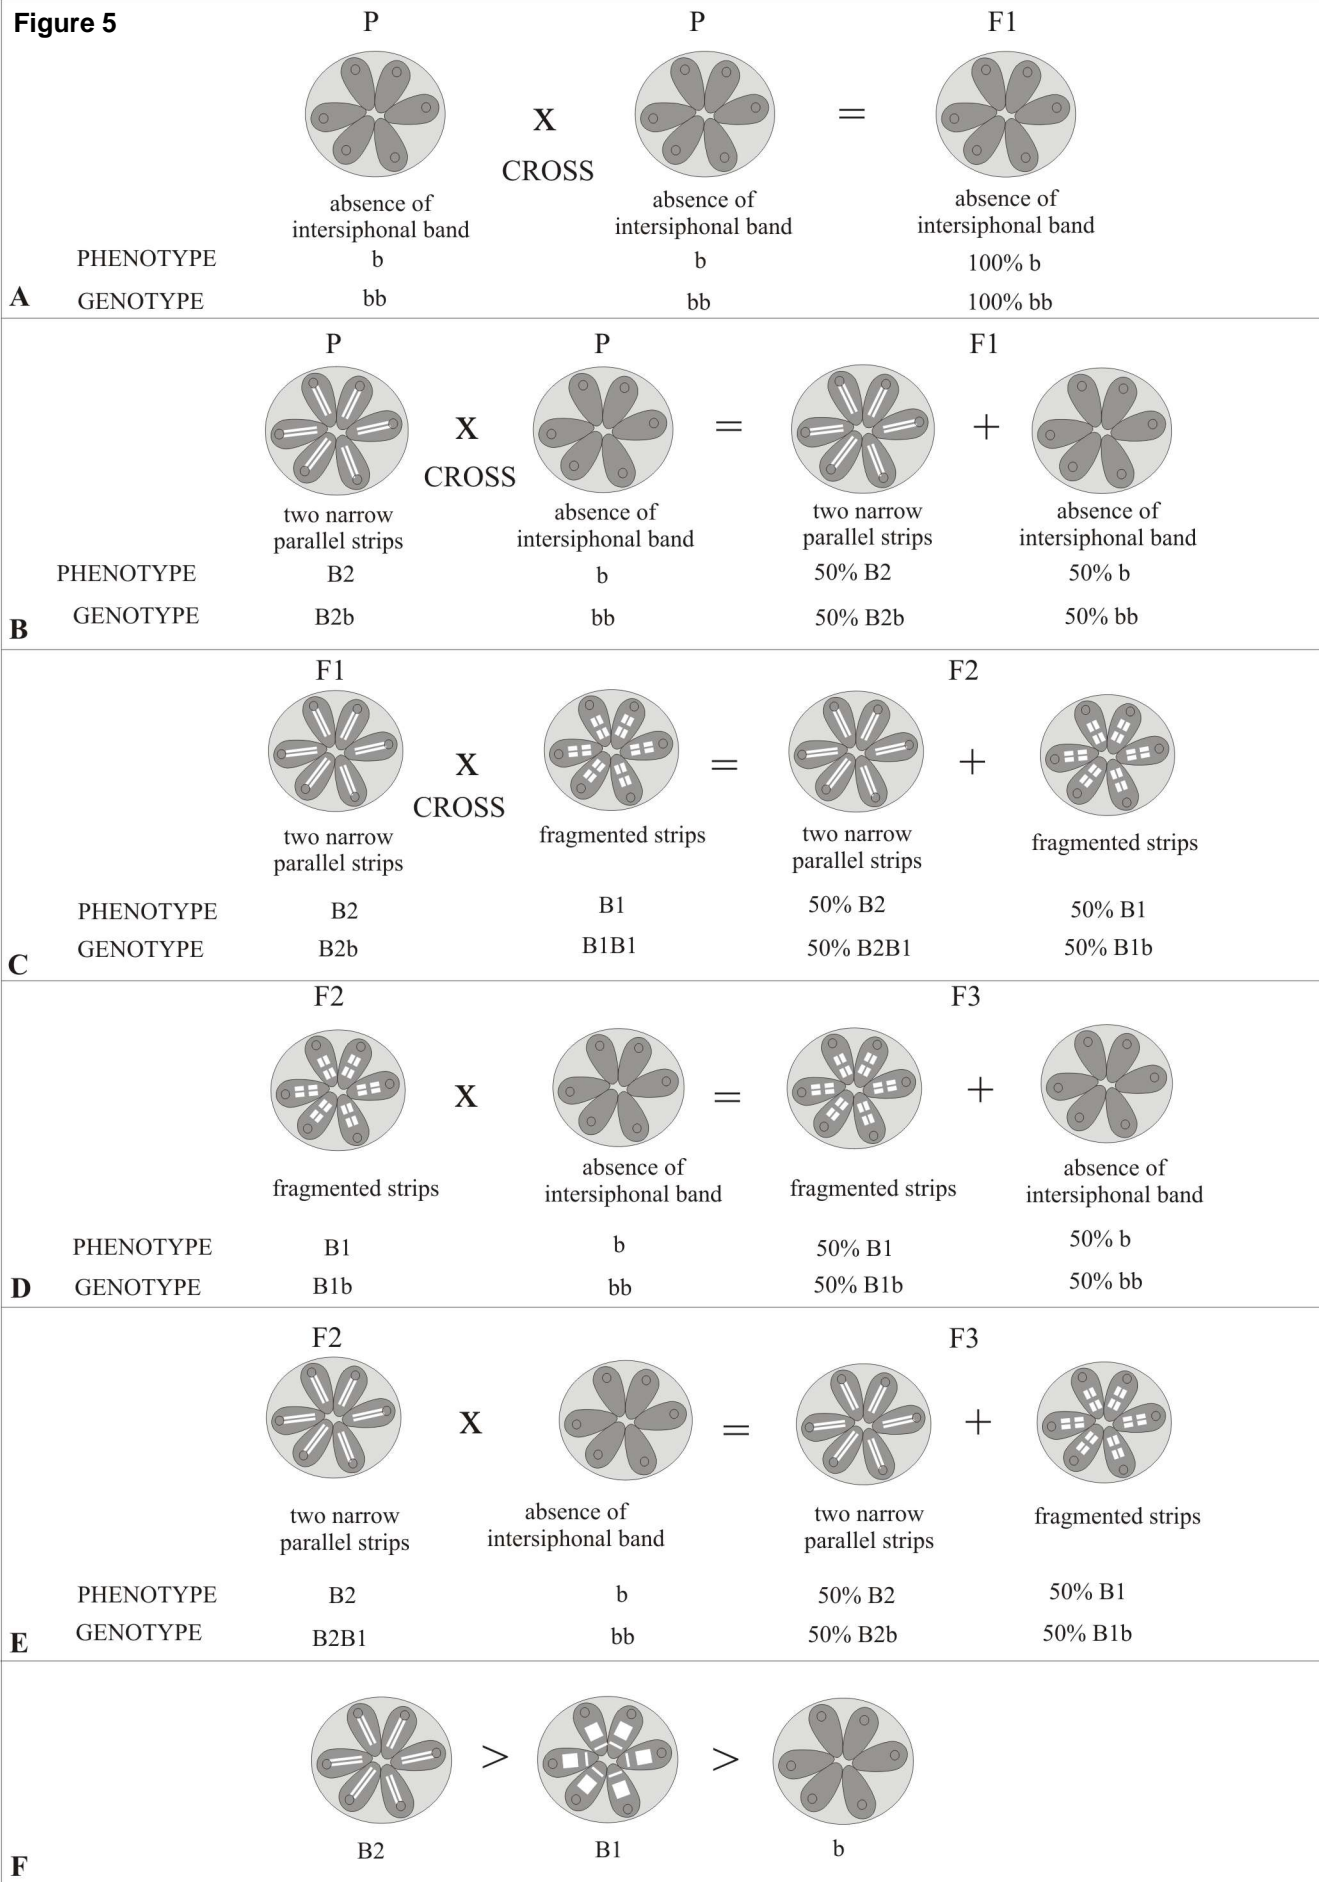 Figure 5
P P F1
X =
CROSS
absence of absence of absence of
intersiphonal band intersiphonal band intersiphonal band
PHENOTYPE b b 100% b
A GENOTYPE bb bb 100% bb
P P F1
X = +
CROSS
two narrow absence of two narrow absence of
parallel strips intersiphonal band parallel strips intersiphonal band
PHENOTYPE B2 b 50% B2 50% b
B GENOTYPE B2b bb 50% B2b 50% bb
F1 F2
X = +
CROSS
two narrow fragmented strips two narrow fragmented strips
parallel strips parallel strips
PHENOTYPE B2 B1 50% B2 50% B1
C GENOTYPE B2b B1B1 50% B2B1 50% B1b
F2 F3
X = +
absence of absence of
fragmented strips intersiphonal band fragmented strips intersiphonal band
PHENOTYPE B1 b 50% B1 50% b
D GENOTYPE B1b bb 50% B1b 50% bb
F2 F3
X = +
two narrow absence of two narrow fragmented strips
parallel strips intersiphonal band parallel strips
PHENOTYPE B2 b 50% B2 50% B1
E GENOTYPE B2B1 bb 50% B2b 50% B1b
> >
B2 B1 b
F